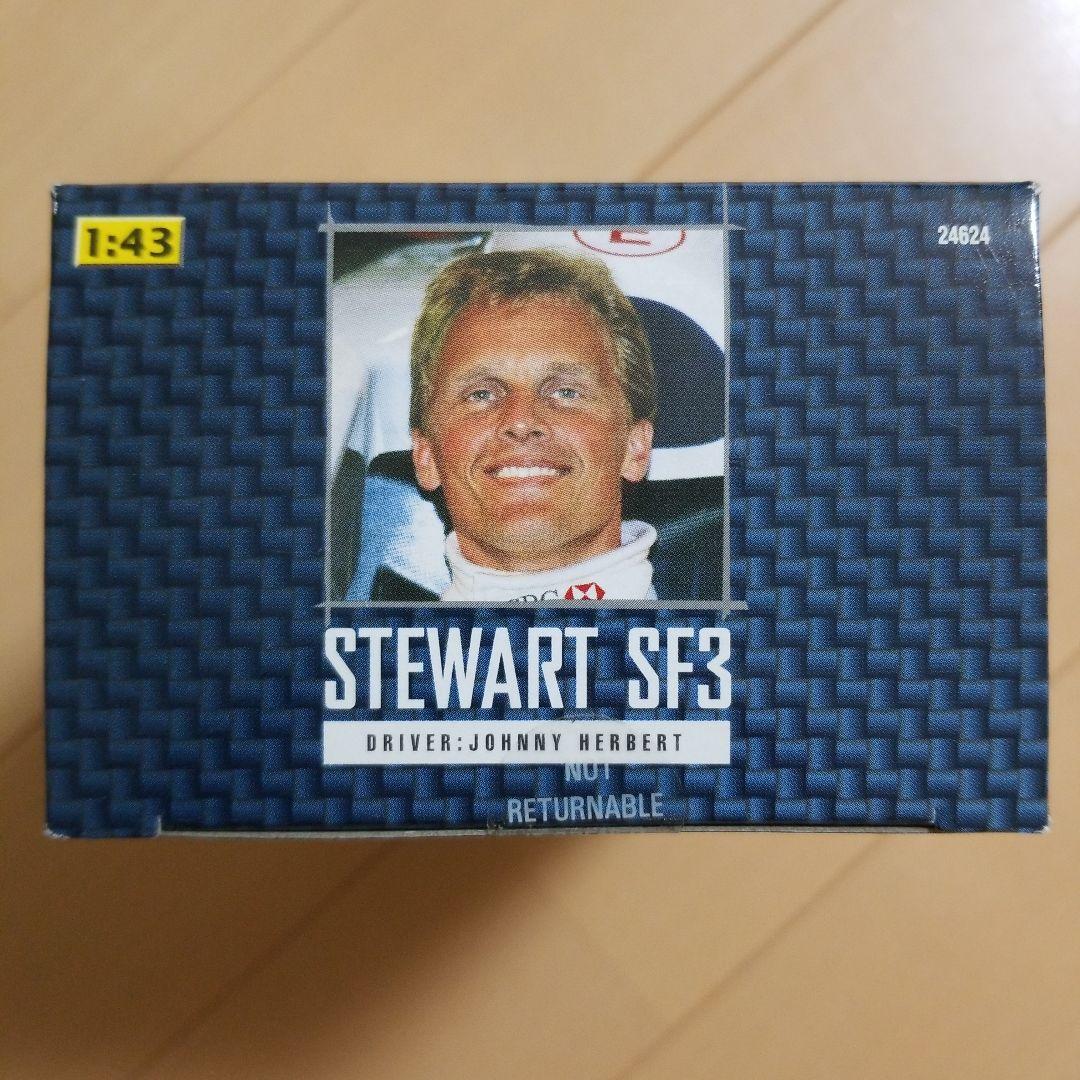 1:43
24624
E
STEWART SF3
DRIVER:JOHNNY HERBERT
NOT
RETURNABLE